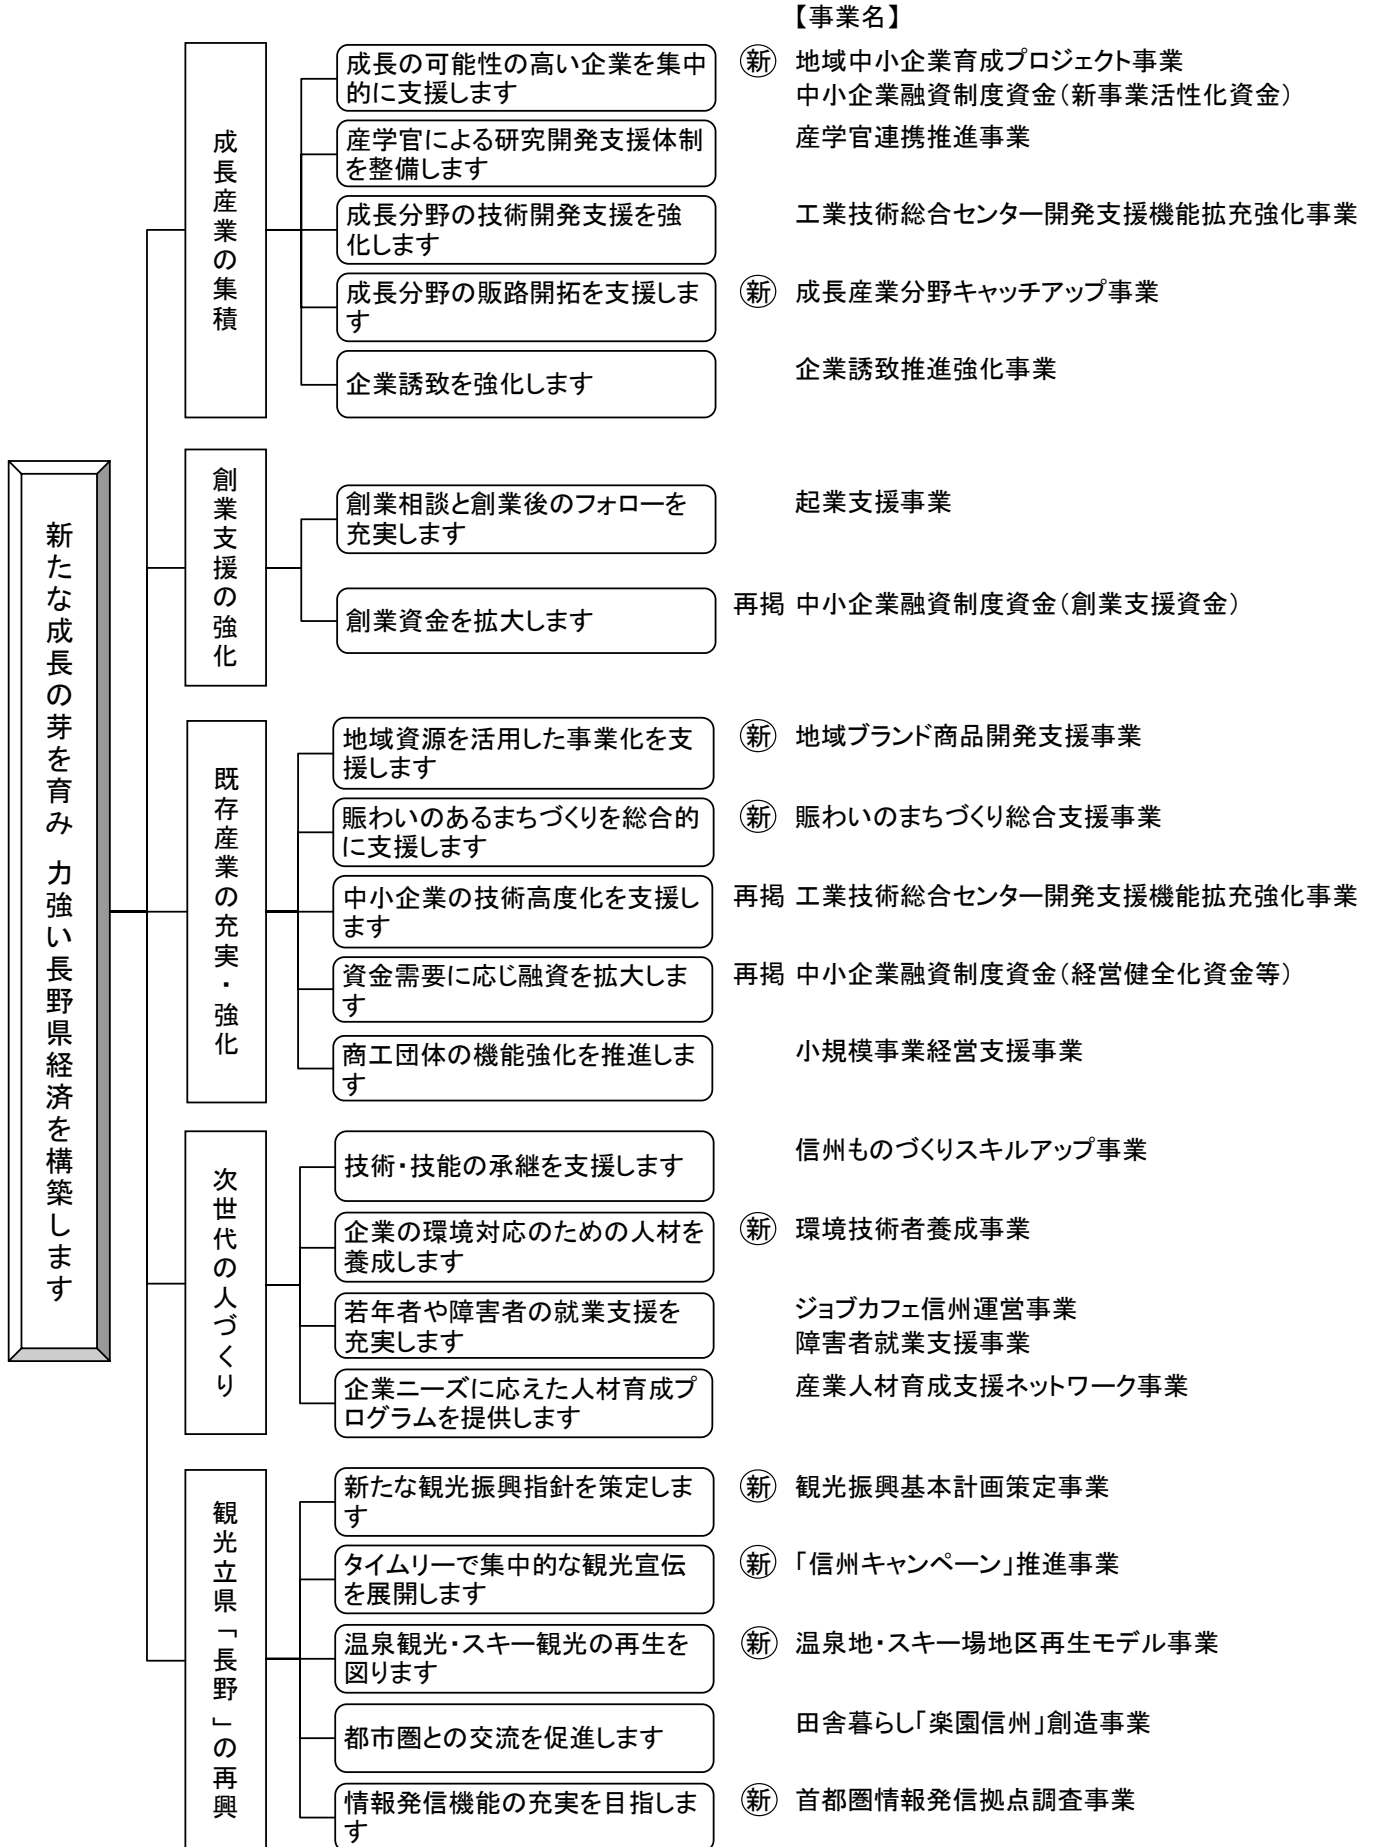 【事業名】
新たな成長の芽を育み 力強い長野県経済を構築します
成長産業の集積
成長の可能性の高い企業を集中
的に支援します
新 地域中小企業育成プロジェクト事業
中小企業融資制度資金(新事業活性化資金)
産学官による研究開発支援体制
を整備します
産学官連携推進事業
成長分野の技術開発支援を強
化します
工業技術総合センター開発支援機能拡充強化事業
成長分野の販路開拓を支援しま
す
新 成長産業分野キャッチアップ事業
企業誘致を強化します
企業誘致推進強化事業
創業支援の強化
創業相談と創業後のフォローを
充実します
起業支援事業
創業資金を拡大します
再掲 中小企業融資制度資金(創業支援資金)
既存産業の充実・強化
地域資源を活用した事業化を支
援します
新 地域ブランド商品開発支援事業
賑わいのあるまちづくりを総合的
に支援します
新 賑わいのまちづくり総合支援事業
中小企業の技術高度化を支援し
ます
再掲 工業技術総合センター開発支援機能拡充強化事業
資金需要に応じ融資を拡大しま
す
再掲 中小企業融資制度資金(経営健全化資金等)
商工団体の機能強化を推進しま
す
小規模事業経営支援事業
次世代の人づくり
技術・技能の承継を支援します
信州ものづくりスキルアップ事業
企業の環境対応のための人材を
養成します
新 環境技術者養成事業
若年者や障害者の就業支援を
充実します
ジョブカフェ信州運営事業
障害者就業支援事業
企業ニーズに応えた人材育成プ
ログラムを提供します
産業人材育成支援ネットワーク事業
観光立県「長野」の再興
新たな観光振興指針を策定しま
す
新 観光振興基本計画策定事業
タイムリーで集中的な観光宣伝
を展開します
新 「信州キャンペーン」推進事業
温泉観光・スキー観光の再生を
図ります
新 温泉地・スキー場地区再生モデル事業
都市圏との交流を促進します
田舎暮らし「楽園信州」創造事業
情報発信機能の充実を目指しま
す
新 首都圏情報発信拠点調査事業